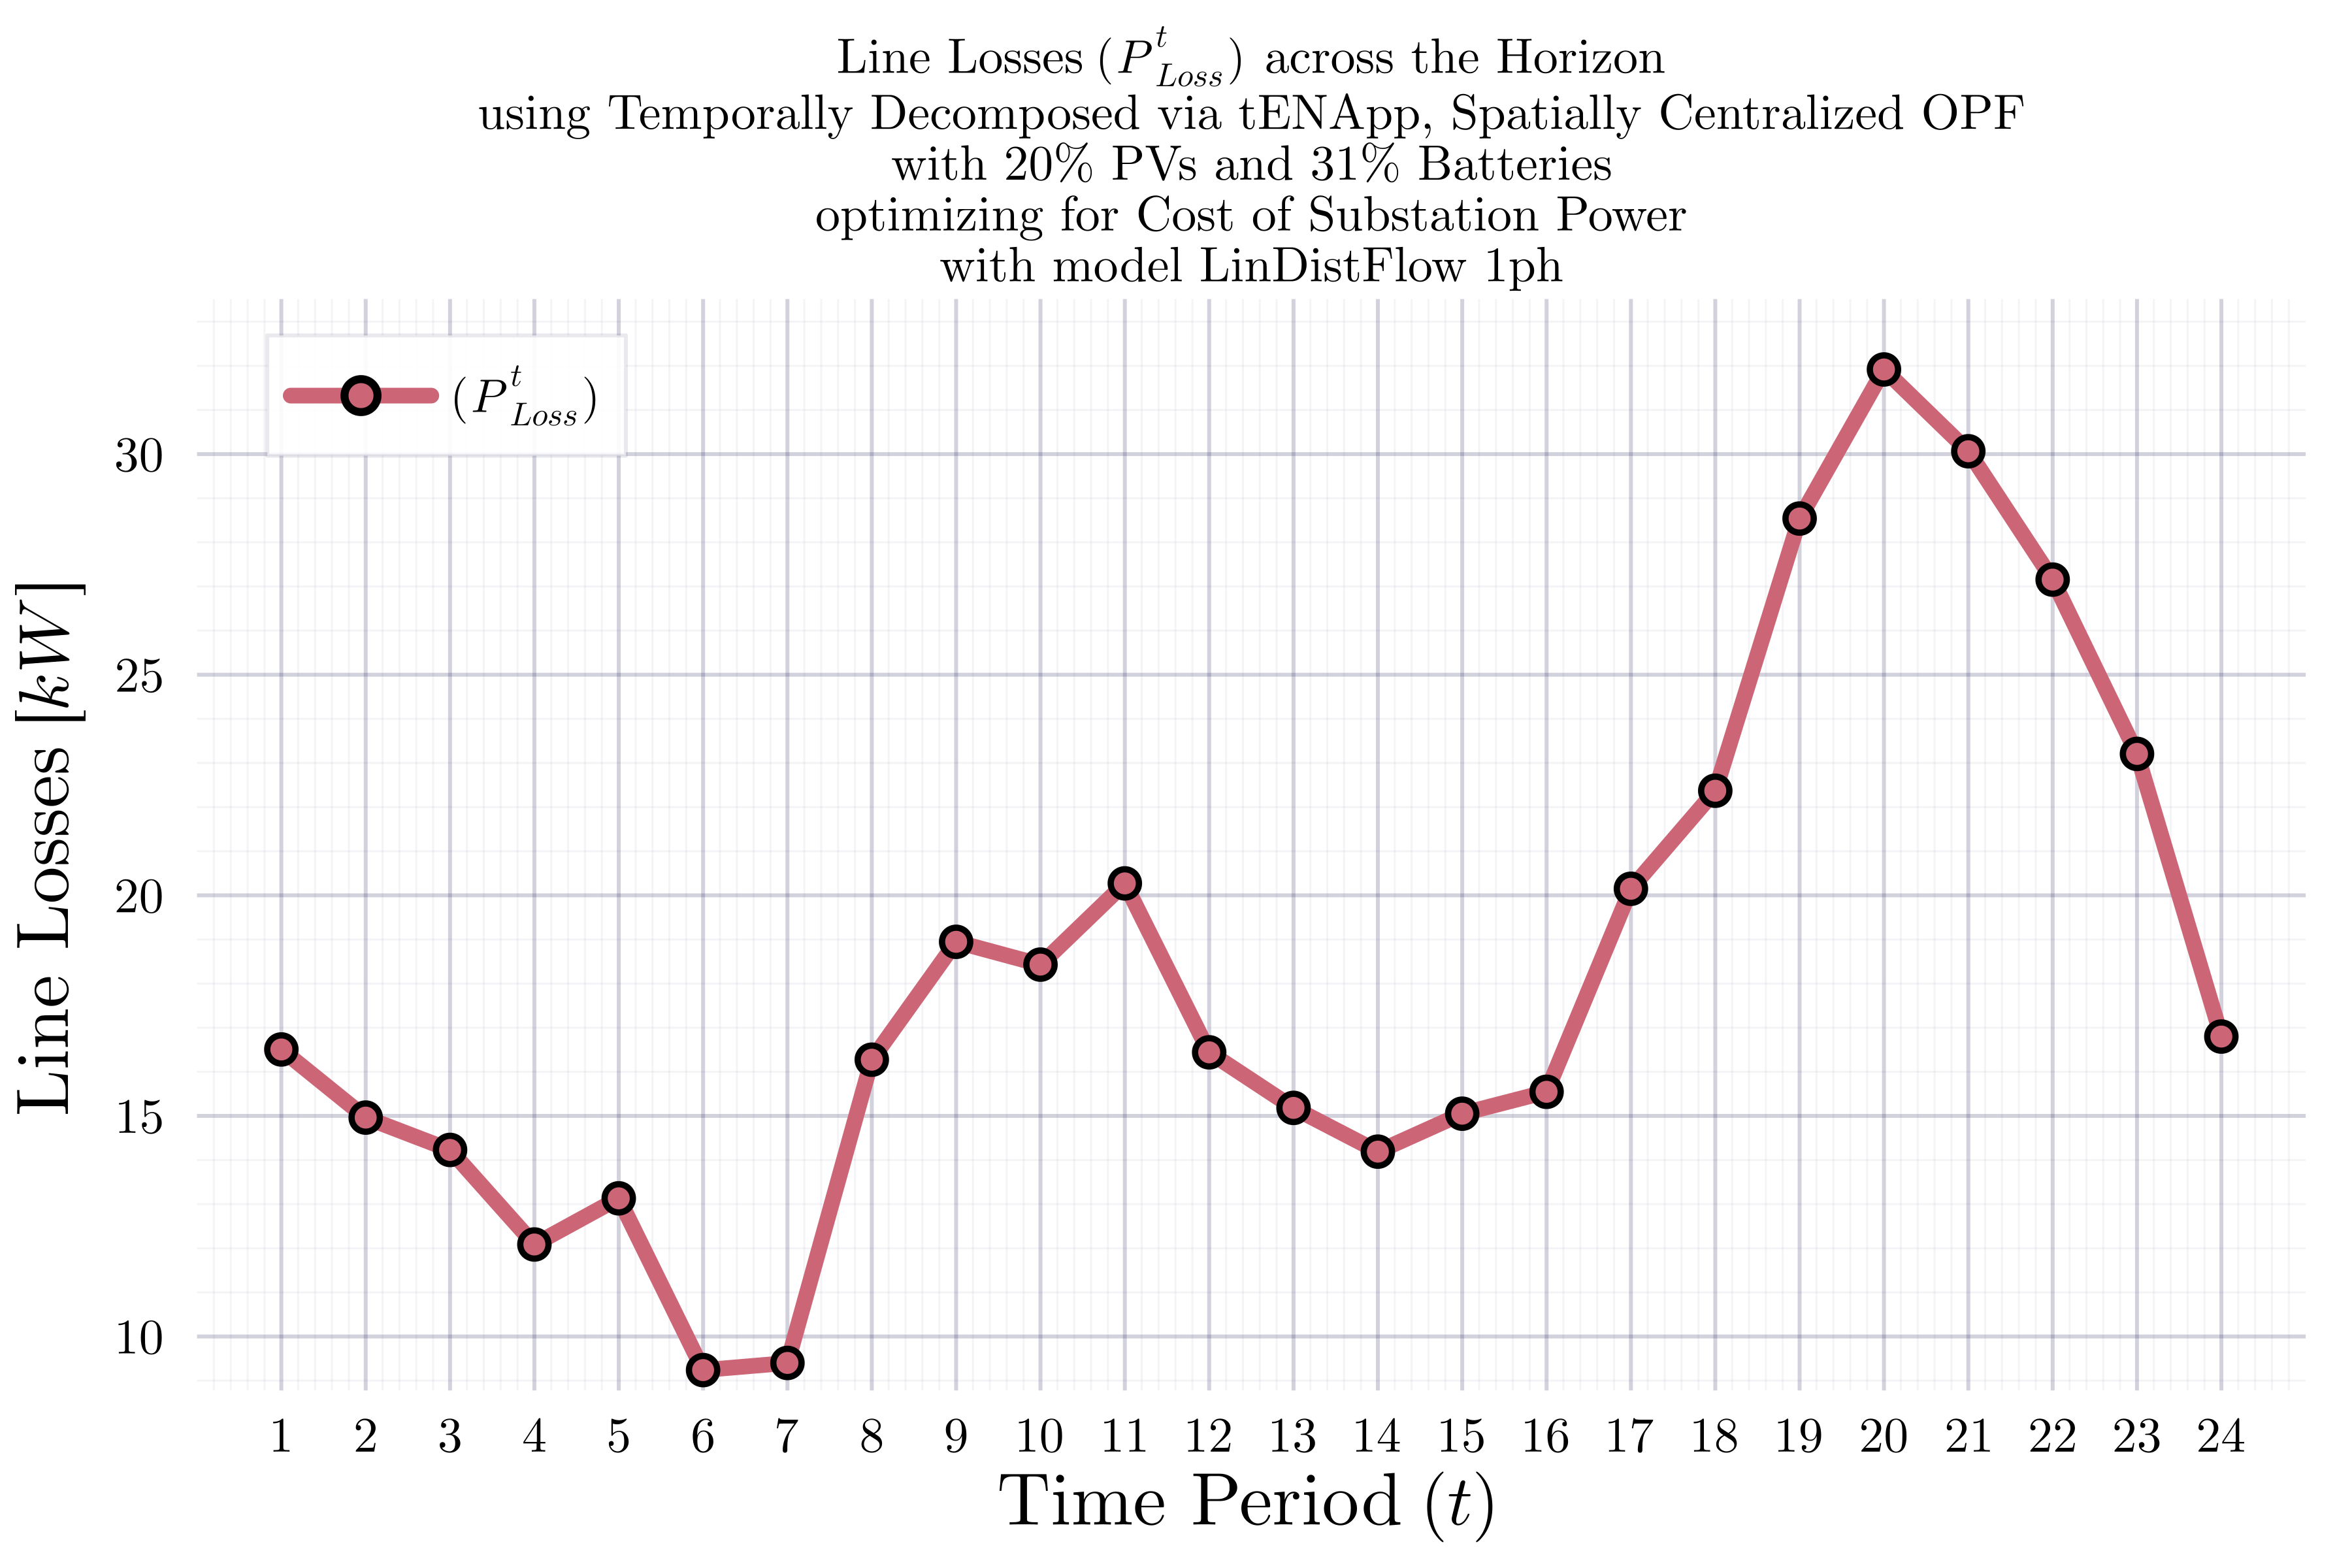 Line Losses (P^t_Loss) across the Horizon
using Temporally Decomposed via tENApp, Spatially Centralized OPF
with 20% PVs and 31% Batteries
optimizing for Cost of Substation Power
with model LinDistFlow 1ph
(P^t_Loss)
30
25
20
15
10
Line Losses [kW]
1 2 3 4 5 6 7 8 9 10 11 12 13 14 15 16 17 18 19 20 21 22 23 24
Time Period (t)